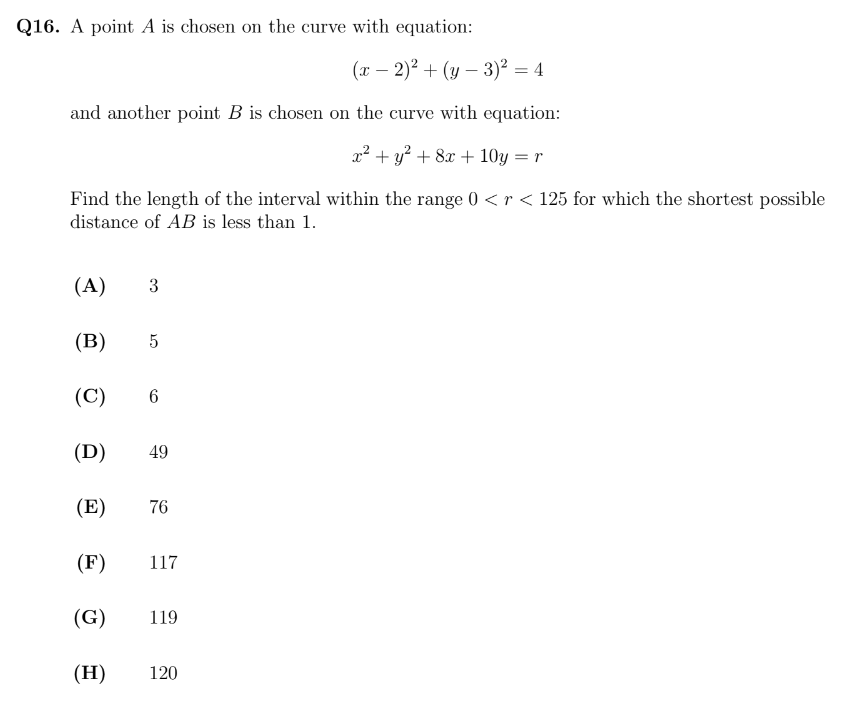 Q16. A point A is chosen on the curve with equation:
(x − 2)² + (y − 3)² = 4
and another point B is chosen on the curve with equation:
x² + y² + 8x + 10y = r
Find the length of the interval within the range 0 < r < 125 for which the shortest possible
distance of AB is less than 1.
(A) 3
(B) 5
(C) 6
(D) 49
(E) 76
(F) 117
(G) 119
(H) 120